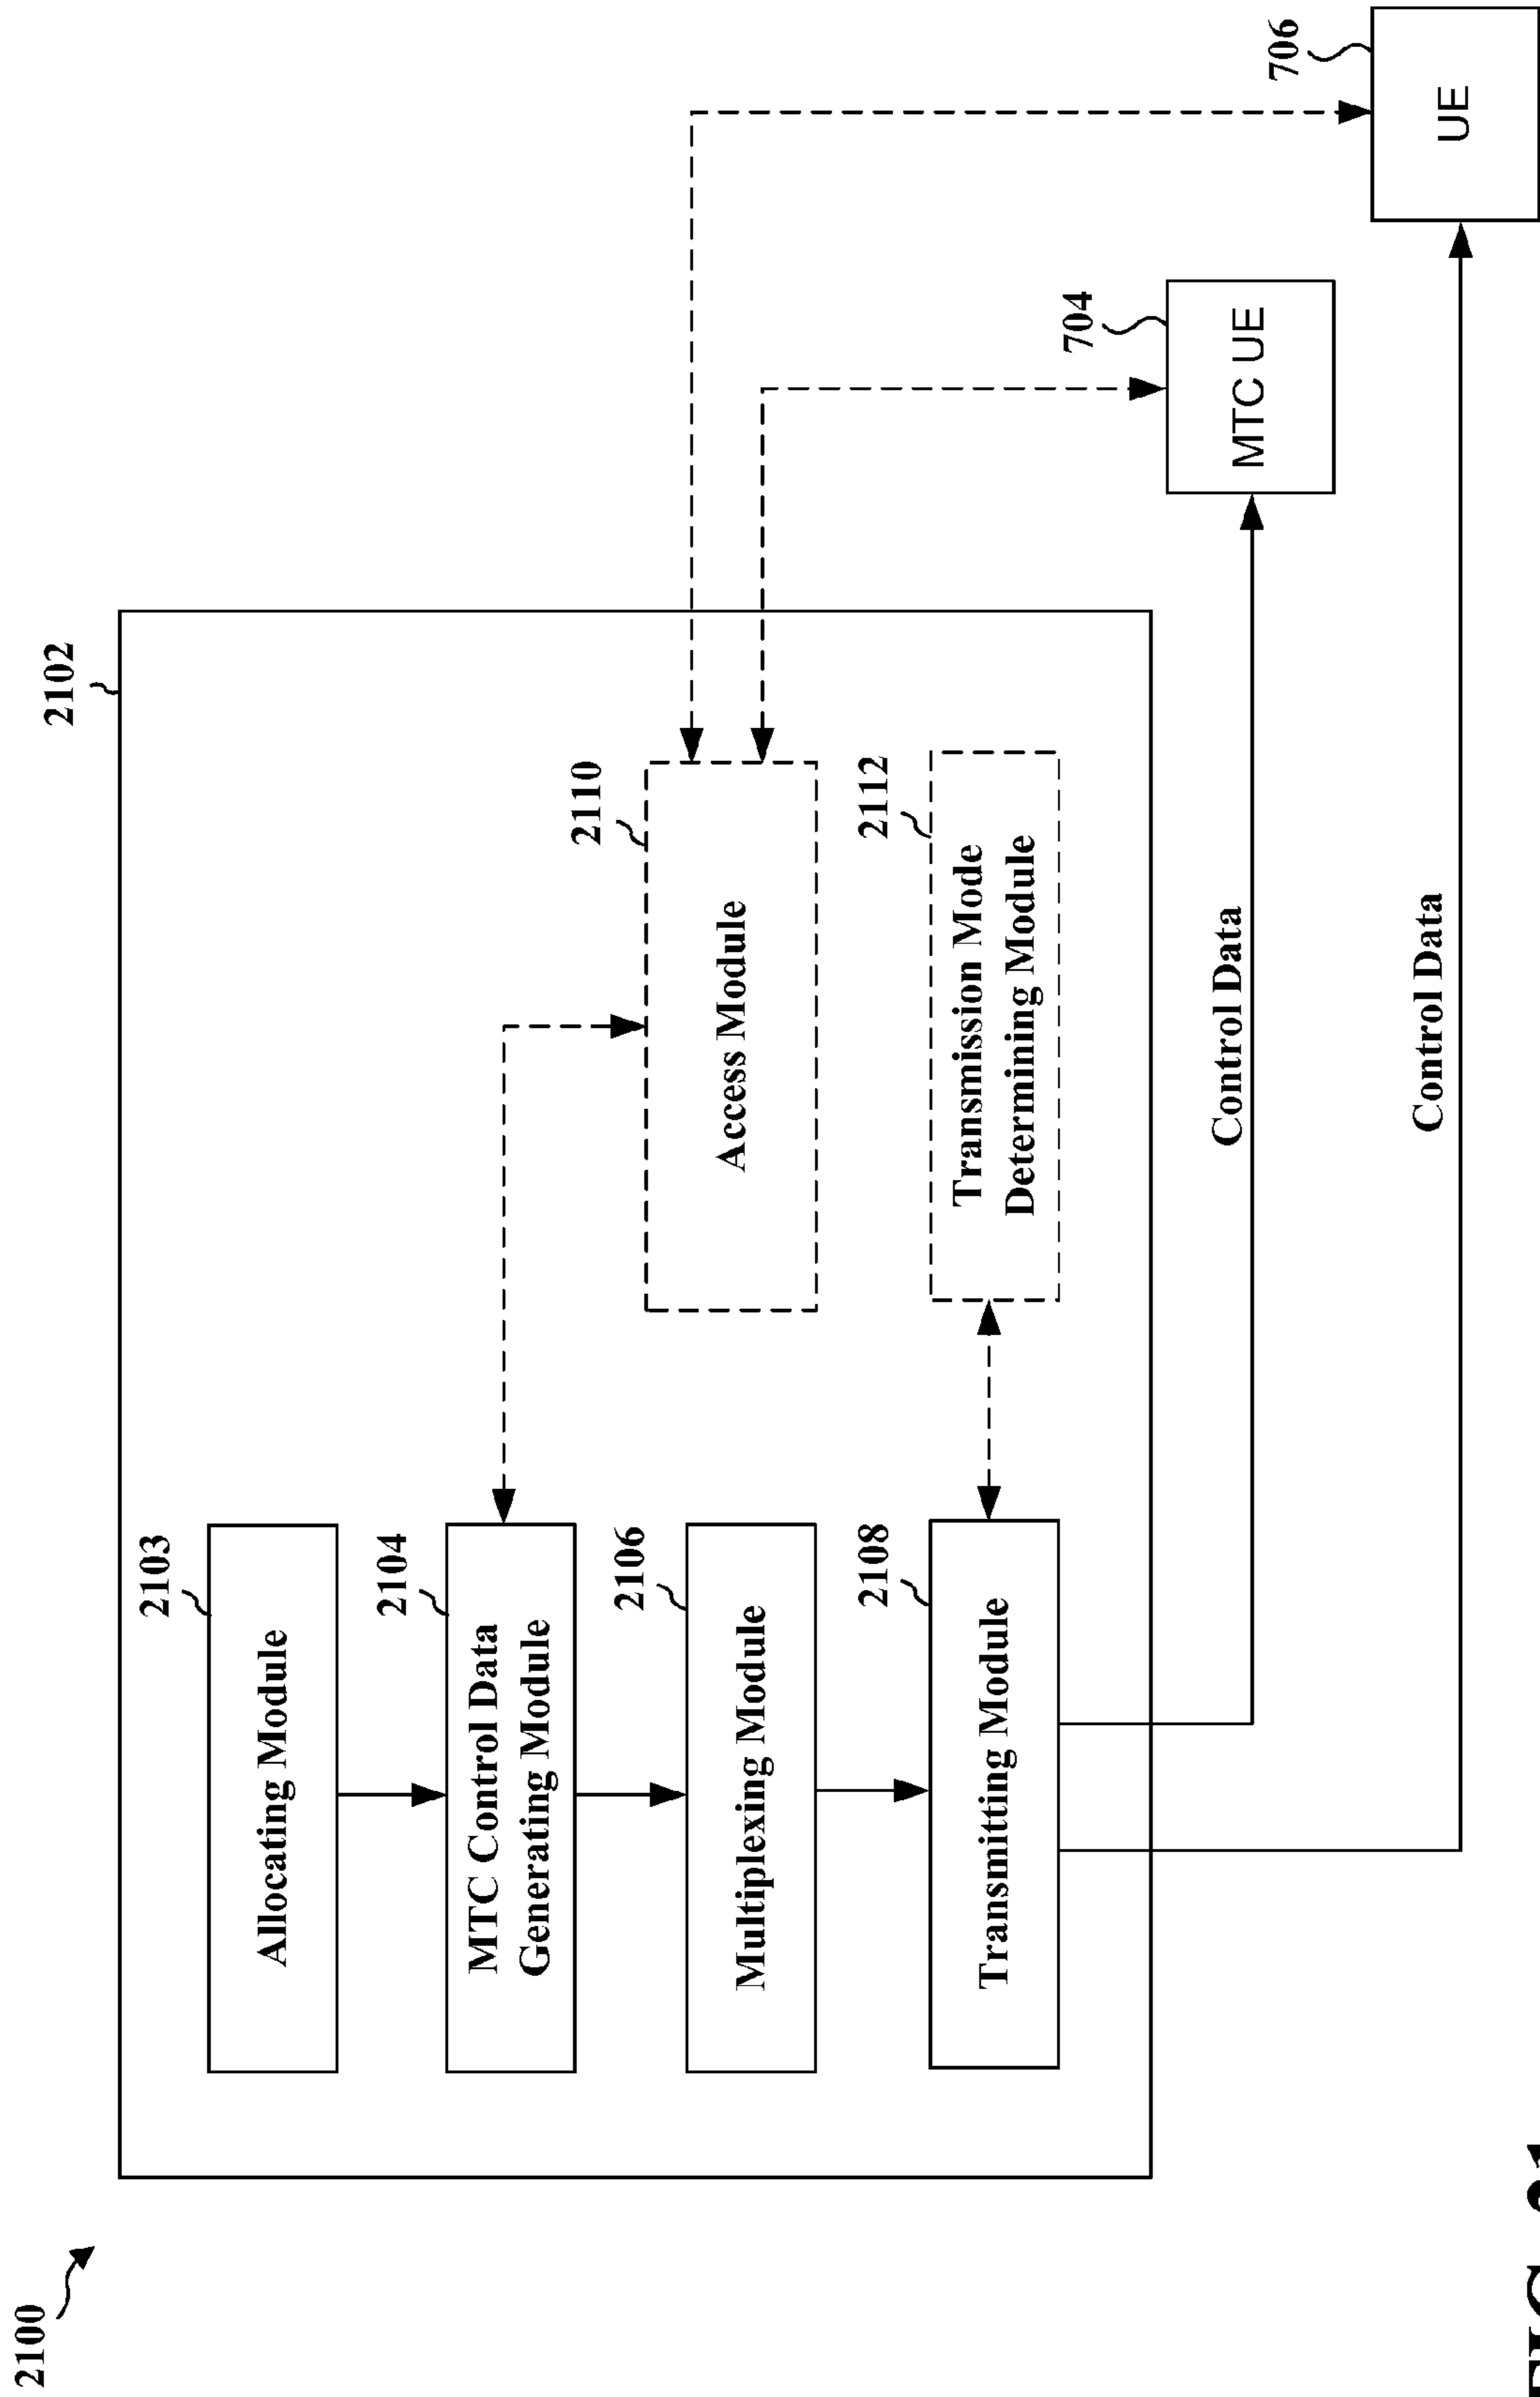 2100
2102
2103
Allocating Module
2104
MTC Control Data
Generating Module
2106
Multiplexing Module
2108
Transmitting Module
2110
Access Module
2112
Transmission Mode
Determining Module
704
MTC UE
706
UE
Control Data
Control Data